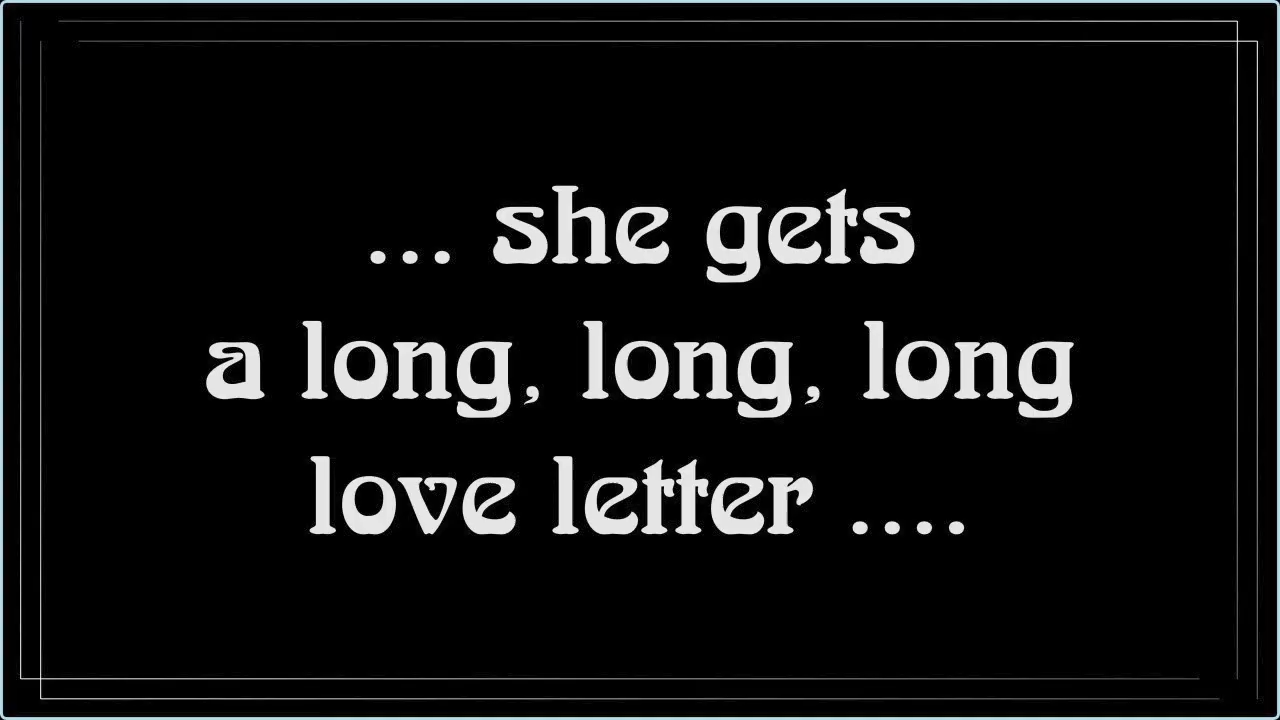 ... she gets
a long, long, long
love letter ....